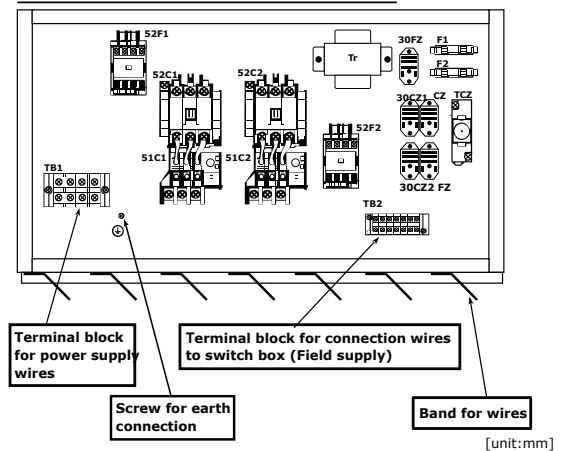 52F1
30FZ
F1
Tr
F2
52C1
52C2
30CZ1
CZ
TCZ
52F2
51C1
51C2
TB1
30CZ2 FZ
TB2
Terminal block
for power supply
wires
Terminal block for connection wires
to switch box (Field supply)
Screw for earth
connection
Band for wires
[unit:mm]